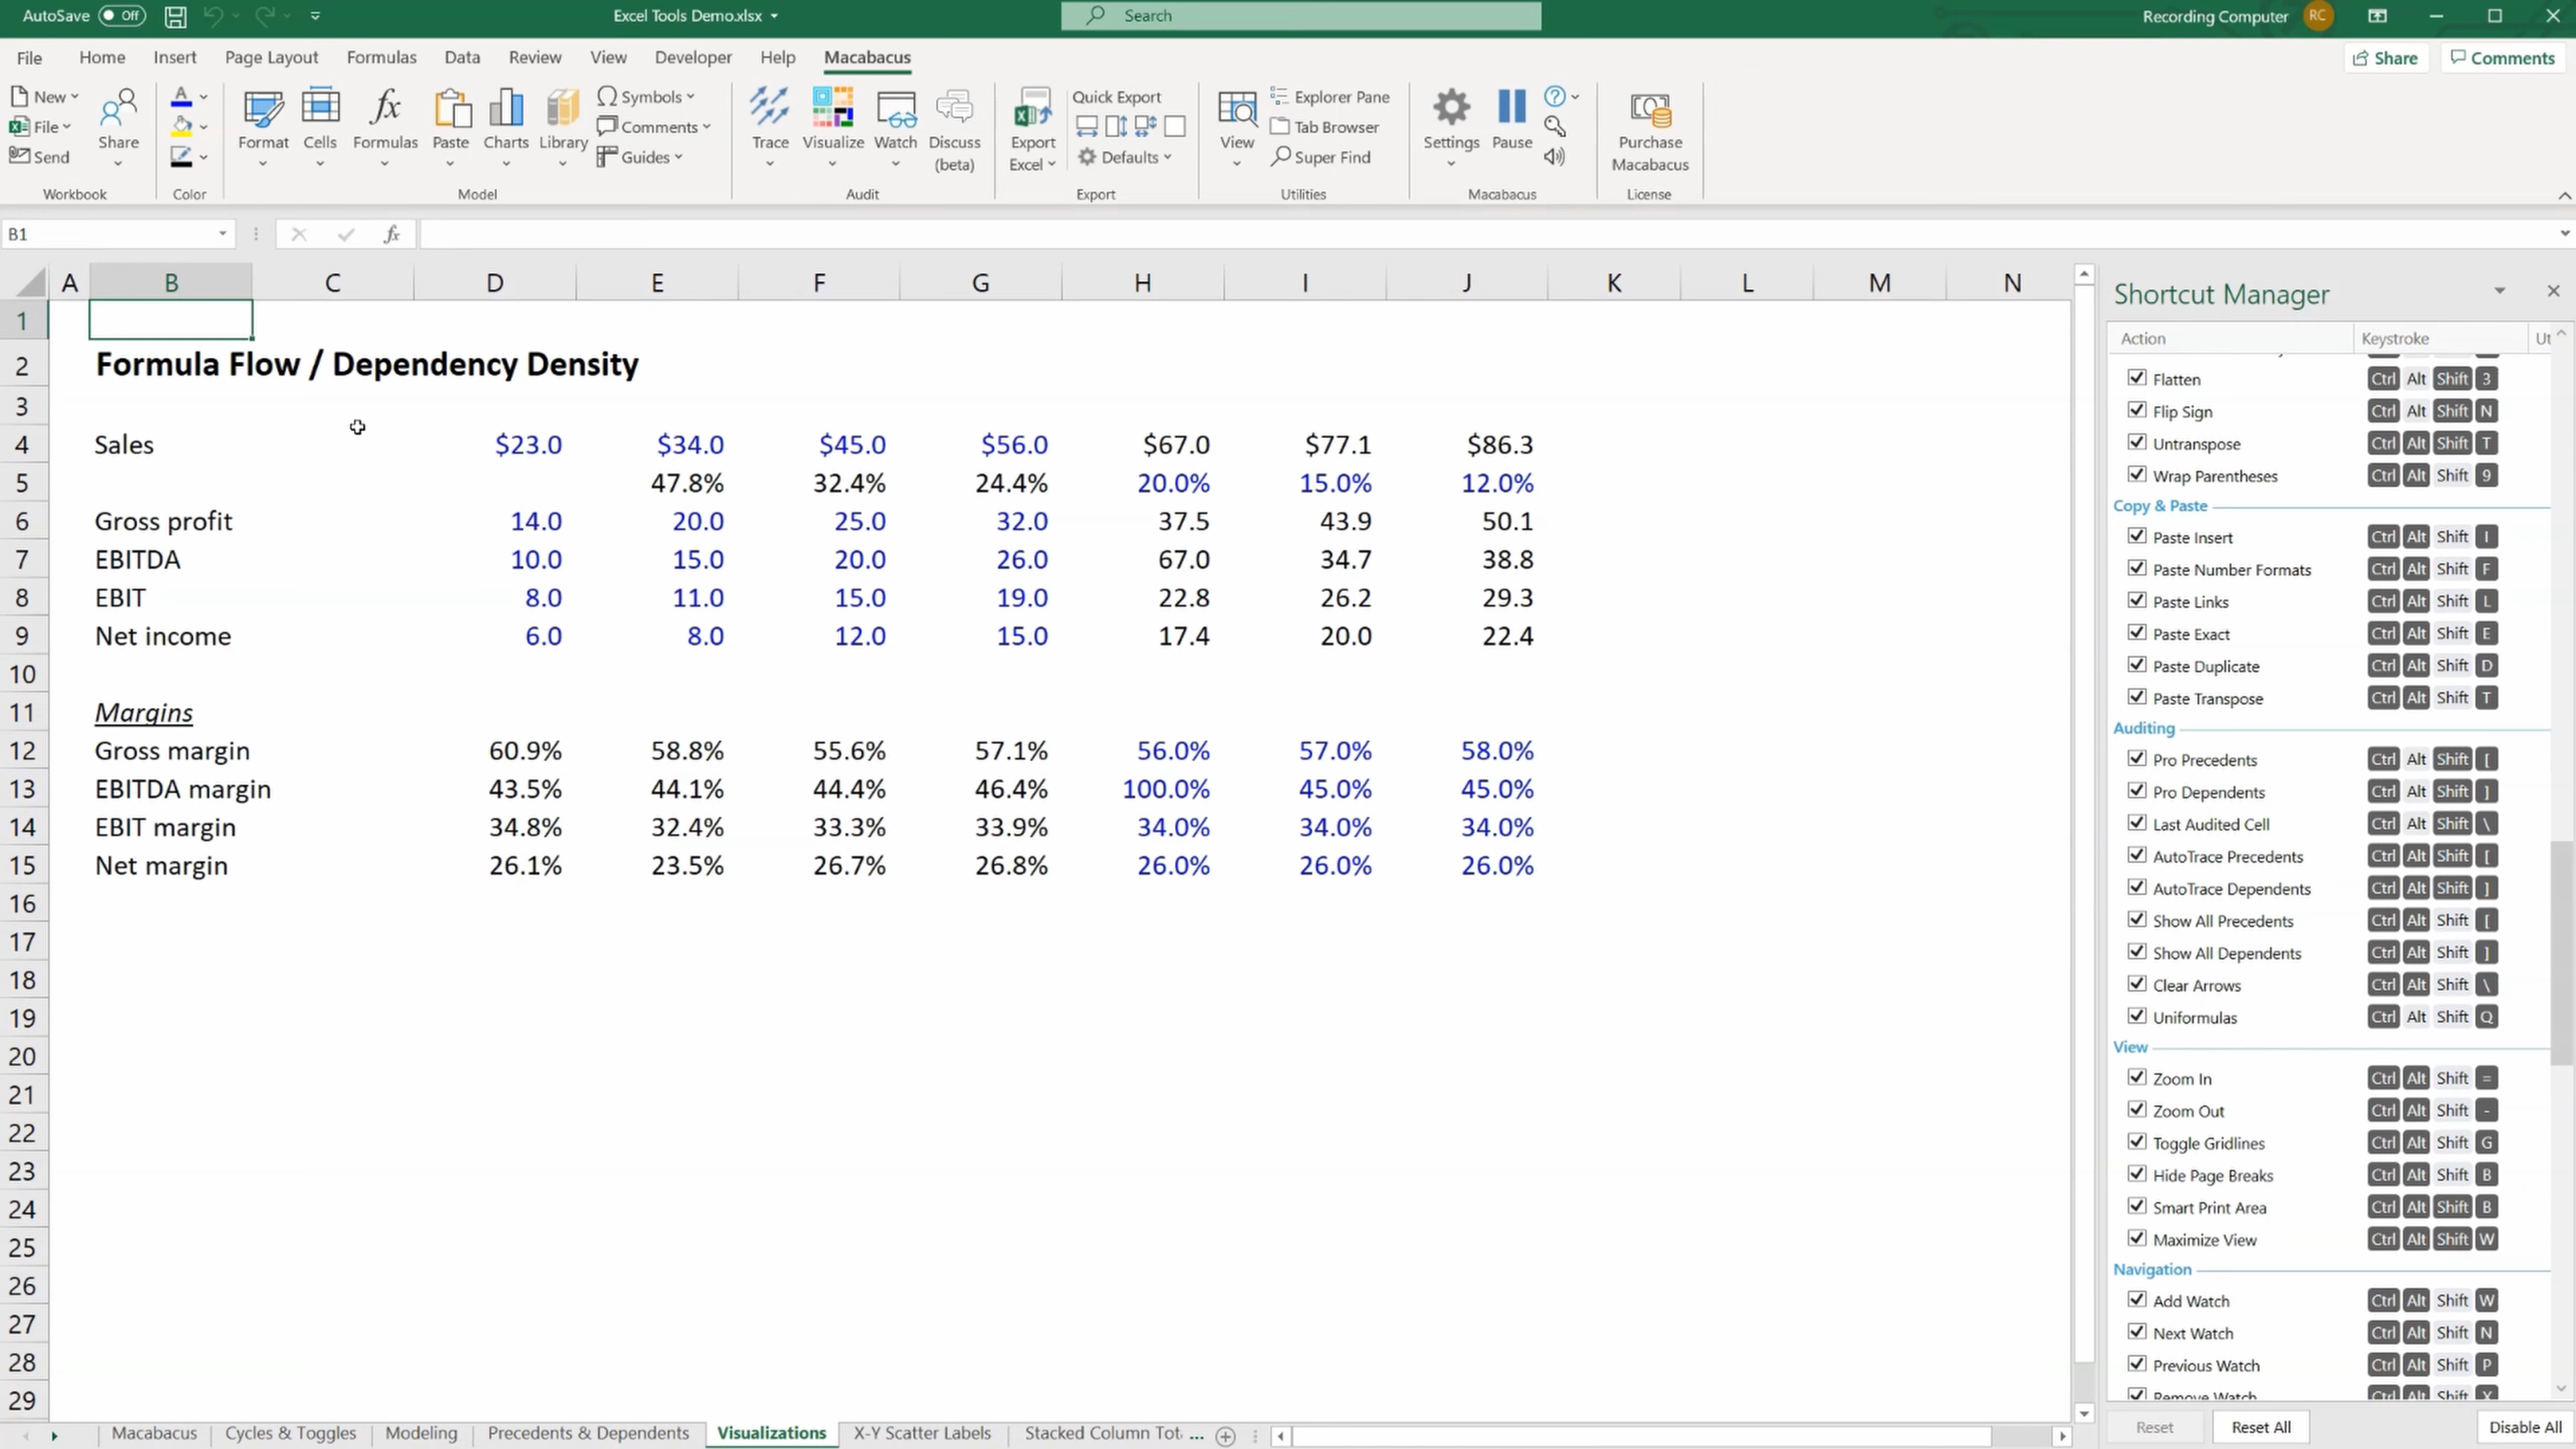 AutoSave Off Excel Tools Demo.xlsx Search Recording Computer RC
File Home Insert Page Layout Formulas Data Review View Developer Help Macabacus Share Comments
New File Send Share Workbook
A Color
Format Cells fx Formulas Paste Charts Library Symbols Comments Guides Model
Trace Visualize Watch Discuss (beta) Audit
Export Excel Quick Export Defaults Export
View Explorer Pane Tab Browser Super Find Utilities
Settings Pause ? Macabacus
Purchase Macabacus License
B1 fx
A B C D E F G H I J K L M N
1
2 Formula Flow / Dependency Density
3
4 Sales $23.0 $34.0 $45.0 $56.0 $67.0 $77.1 $86.3
5 47.8% 32.4% 24.4% 20.0% 15.0% 12.0%
6 Gross profit 14.0 20.0 25.0 32.0 37.5 43.9 50.1
7 EBITDA 10.0 15.0 20.0 26.0 67.0 34.7 38.8
8 EBIT 8.0 11.0 15.0 19.0 22.8 26.2 29.3
9 Net income 6.0 8.0 12.0 15.0 17.4 20.0 22.4
10
11 Margins
12 Gross margin 60.9% 58.8% 55.6% 57.1% 56.0% 57.0% 58.0%
13 EBITDA margin 43.5% 44.1% 44.4% 46.4% 100.0% 45.0% 45.0%
14 EBIT margin 34.8% 32.4% 33.3% 33.9% 34.0% 34.0% 34.0%
15 Net margin 26.1% 23.5% 26.7% 26.8% 26.0% 26.0% 26.0%
16
17
18
19
20
21
22
23
24
25
26
27
28
29
Macabacus Cycles & Toggles Modeling Precedents & Dependents Visualizations X-Y Scatter Labels Stacked Column Tot ...
Shortcut Manager
Action Keystroke Ut
Flatten Ctrl Alt Shift 3
Flip Sign Ctrl Alt Shift N
Untranspose Ctrl Alt Shift T
Wrap Parentheses Ctrl Alt Shift 9
Copy & Paste
Paste Insert Ctrl Alt Shift I
Paste Number Formats Ctrl Alt Shift F
Paste Links Ctrl Alt Shift L
Paste Exact Ctrl Alt Shift E
Paste Duplicate Ctrl Alt Shift D
Paste Transpose Ctrl Alt Shift T
Auditing
Pro Precedents Ctrl Alt Shift [
Pro Dependents Ctrl Alt Shift ]
Last Audited Cell Ctrl Alt Shift \
AutoTrace Precedents Ctrl Alt Shift [
AutoTrace Dependents Ctrl Alt Shift ]
Show All Precedents Ctrl Alt Shift [
Show All Dependents Ctrl Alt Shift ]
Clear Arrows Ctrl Alt Shift \
Uniformulas Ctrl Alt Shift Q
View
Zoom In Ctrl Alt Shift =
Zoom Out Ctrl Alt Shift -
Toggle Gridlines Ctrl Alt Shift G
Hide Page Breaks Ctrl Alt Shift B
Smart Print Area Ctrl Alt Shift B
Maximize View Ctrl Alt Shift W
Navigation
Add Watch Ctrl Alt Shift W
Next Watch Ctrl Alt Shift N
Previous Watch Ctrl Alt Shift P
Remove Watch Ctrl Alt Shift X
Reset Reset All Disable All